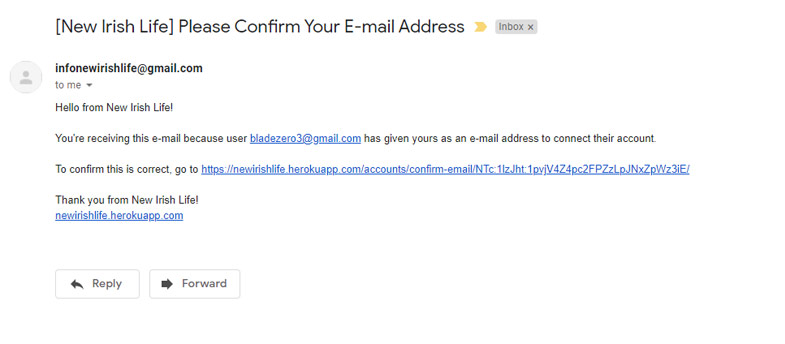 [New Irish Life] Please Confirm Your E-mail Address Inbox x
infonewirishlife@gmail.com
to me
Hello from New Irish Life!
You're receiving this e-mail because user bladezero3@gmail.com has given yours as an e-mail address to connect their account.
To confirm this is correct, go to https://newirishlife.herokuapp.com/accounts/confirm-email/NTc:1lzJht:1pvjV4Z4pc2FPZzLpJNxZpWz3iE/
Thank you from New Irish Life!
newirishlife.herokuapp.com
Reply Forward